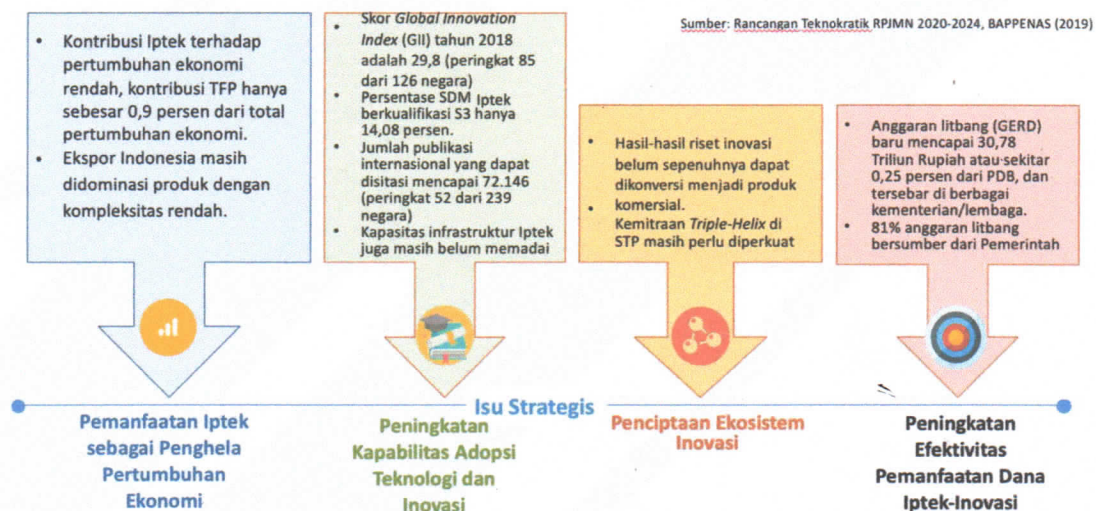 Sumber: Rancangan Teknokratik RPJMN 2020-2024, BAPPENAS (2019)
• Kontribusi Iptek terhadap
pertumbuhan ekonomi
rendah, kontribusi TFP hanya
sebesar 0,9 persen dari total
pertumbuhan ekonomi.
• Ekspor Indonesia masih
didominasi produk dengan
kompleksitas rendah.
• Skor Global Innovation
Index (GII) tahun 2018
adalah 29,8 (peringkat 85
dari 126 negara)
• Persentase SDM Iptek
berkualifikasi S3 hanya
14,08 persen.
• Jumlah publikasi
internasional yang dapat
disitasi mencapai 72.146
(peringkat 52 dari 239
negara)
• Kapasitas infrastruktur Iptek
juga masih belum memadai
• Hasil-hasil riset inovasi
belum sepenuhnya dapat
dikonversi menjadi produk
komersial.
• Kemitraan Triple-Helix di
STP masih perlu diperkuat
• Anggaran litbang (GERD)
baru mencapai 30,78
Triliun Rupiah atau sekitar
0,25 persen dari PDB, dan
tersebar di berbagai
kementerian/lembaga.
• 81% anggaran litbang
bersumber dari Pemerintah
Isu Strategis
Pemanfaatan Iptek
sebagai Penghela
Pertumbuhan
Ekonomi
Peningkatan
Kapabilitas Adopsi
Teknologi dan
Inovasi
Penciptaan Ekosistem
Inovasi
Peningkatan
Efektivitas
Pemanfaatan Dana
Iptek-Inovasi